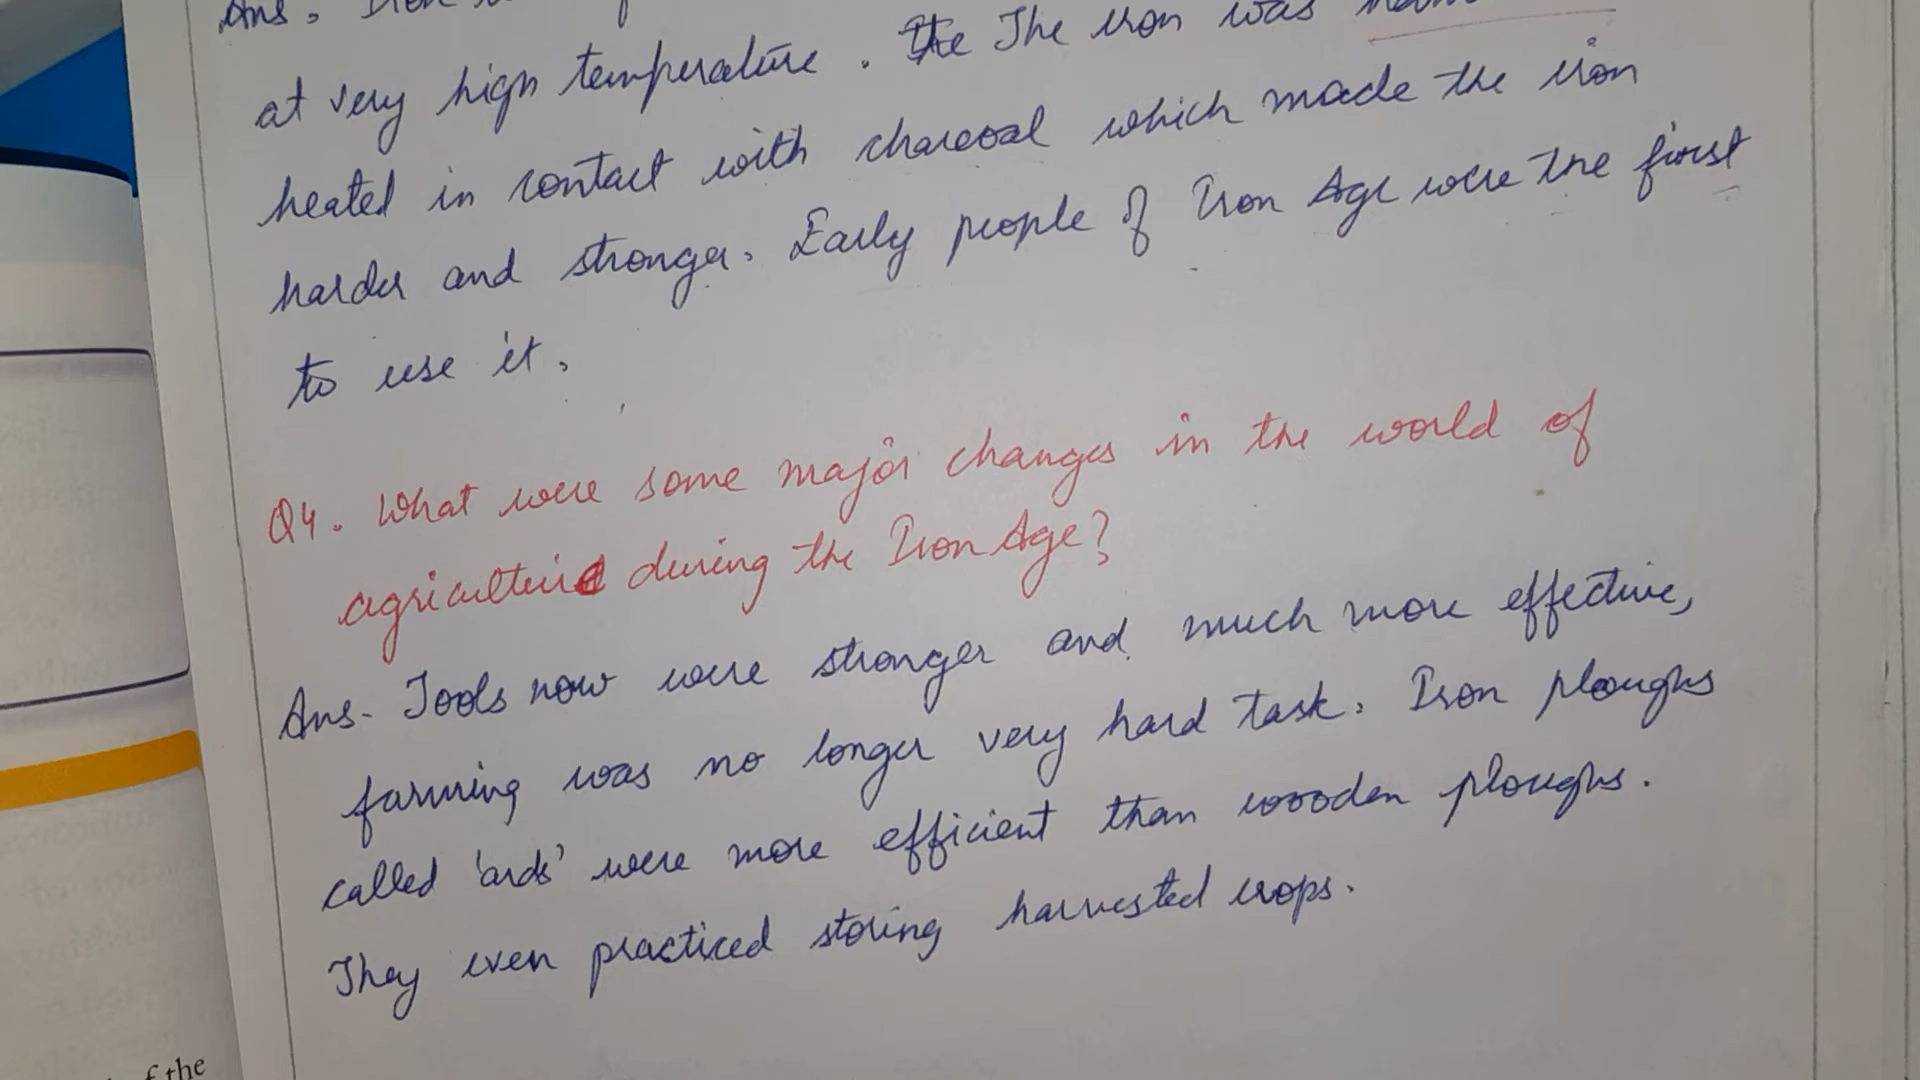 Ans.
at very high temperature. the The iron was
heated in contact with charcoal which made the iron
harder and stronger. Early people of Iron Age were the first
to use it.
Q4. What were some major changes in the world of
agriculture during the Iron Age?
Ans- Tools now were stronger and much more effective,
farming was no longer very hard task. Iron ploughs
called 'ards' were more efficient than wooden ploughs.
They even practiced storing harvested crops.
of the